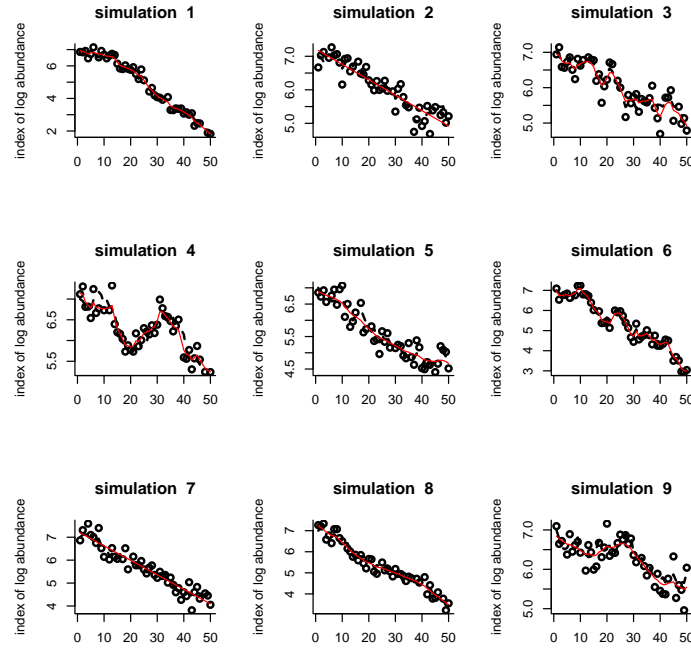 simulation 1
simulation 2
simulation 3
index of log abundance
6
4
2
0 10 20 30 40 50
index of log abundance
7.0
6.0
5.0
0 10 20 30 40 50
index of log abundance
7.0
6.0
5.0
0 10 20 30 40 50
simulation 4
simulation 5
simulation 6
index of log abundance
6.5
5.5
0 10 20 30 40 50
index of log abundance
6.5
5.5
4.5
0 10 20 30 40 50
index of log abundance
7
6
5
4
3
0 10 20 30 40 50
simulation 7
simulation 8
simulation 9
index of log abundance
7
6
5
4
0 10 20 30 40 50
index of log abundance
7
6
5
4
0 10 20 30 40 50
index of log abundance
7.0
6.0
5.0
0 10 20 30 40 50